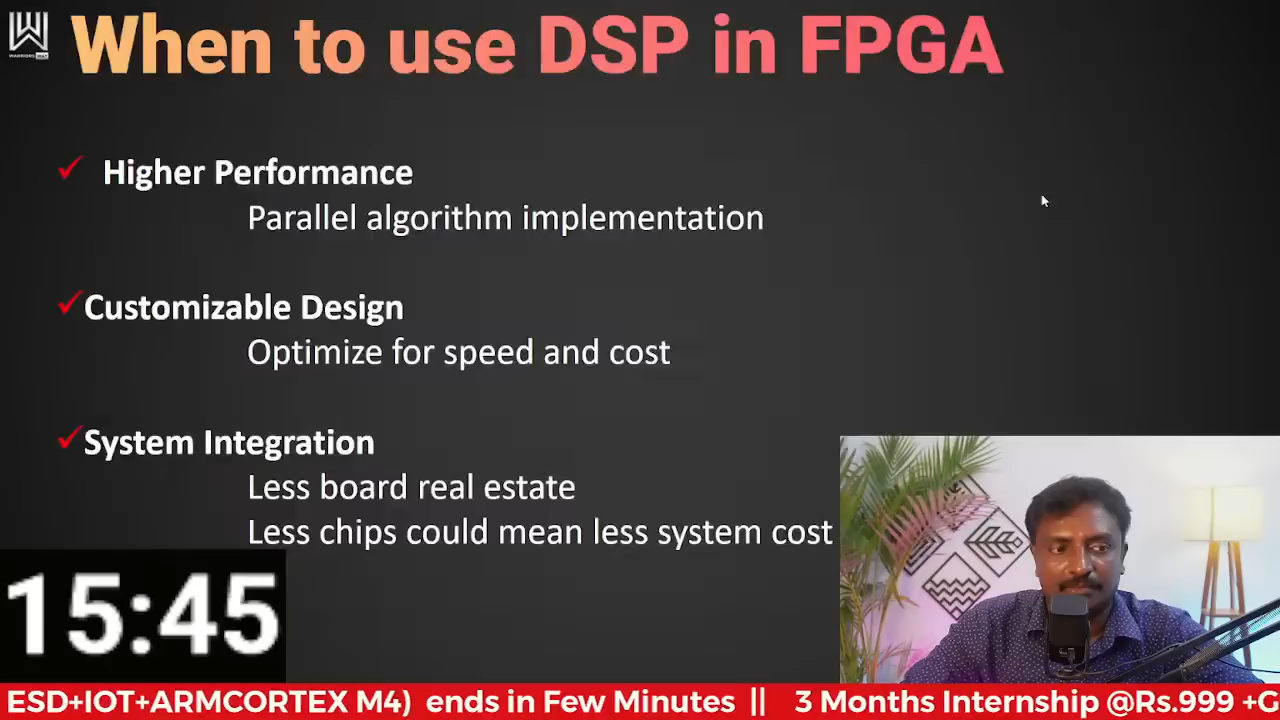 When to use DSP in FPGA
Higher Performance
Parallel algorithm implementation
Customizable Design
Optimize for speed and cost
System Integration
Less board real estate
Less chips could mean less system cost
15:45
ESD+IOT+ARMCORTEX M4) ends in Few Minutes || 3 Months Internship @Rs.999 +G